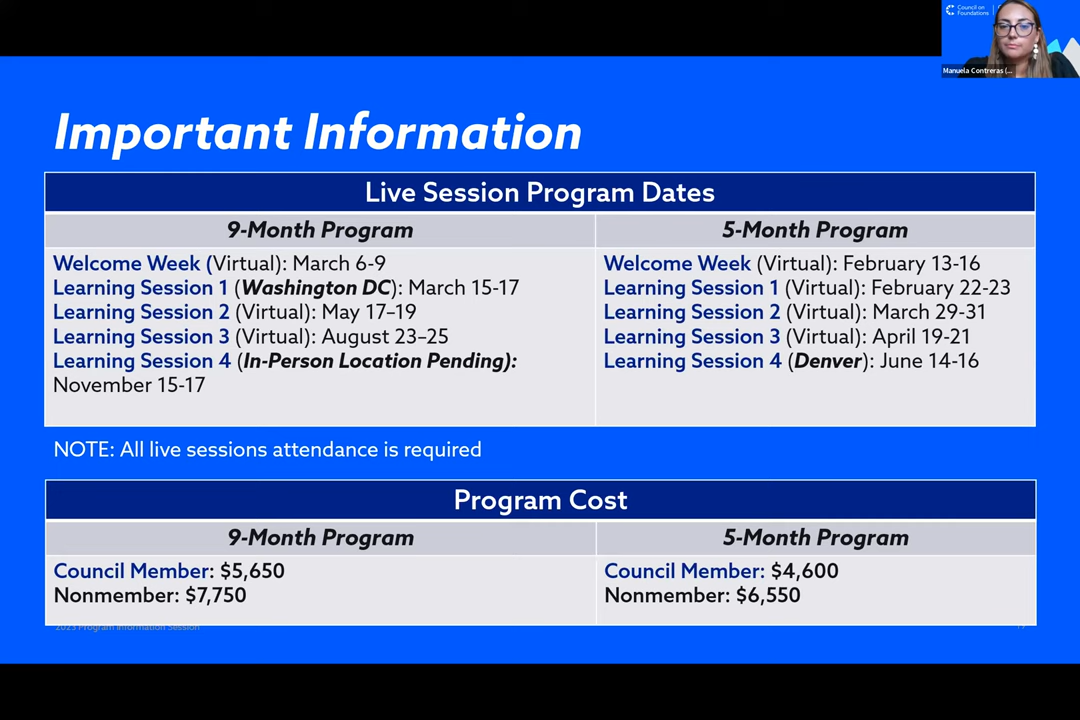 Council on
Foundations
Manuela Contreras (...
Important Information
Live Session Program Dates
9-Month Program
5-Month Program
Welcome Week (Virtual): March 6-9
Learning Session 1 (Washington DC): March 15-17
Learning Session 2 (Virtual): May 17–19
Learning Session 3 (Virtual): August 23–25
Learning Session 4 (In-Person Location Pending):
November 15-17
Welcome Week (Virtual): February 13-16
Learning Session 1 (Virtual): February 22-23
Learning Session 2 (Virtual): March 29-31
Learning Session 3 (Virtual): April 19-21
Learning Session 4 (Denver): June 14-16
NOTE: All live sessions attendance is required
Program Cost
9-Month Program
5-Month Program
Council Member: $5,650
Nonmember: $7,750
Council Member: $4,600
Nonmember: $6,550
2023 Program Information Session